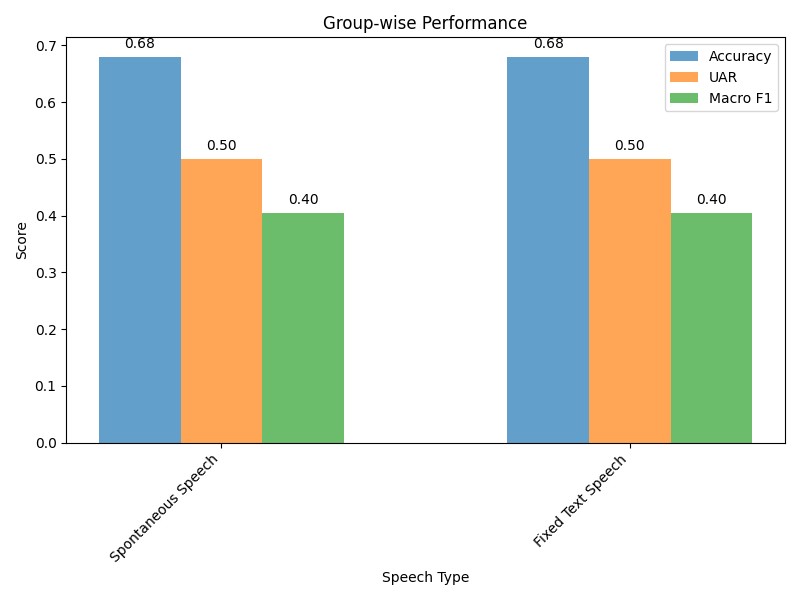 Group-wise Performance
0.7
0.6
0.5
0.4
0.3
0.2
0.1
0.0
Score
0.68
0.50
0.40
0.68
0.50
0.40
Accuracy
UAR
Macro F1
Spontaneous Speech
Fixed Text Speech
Speech Type